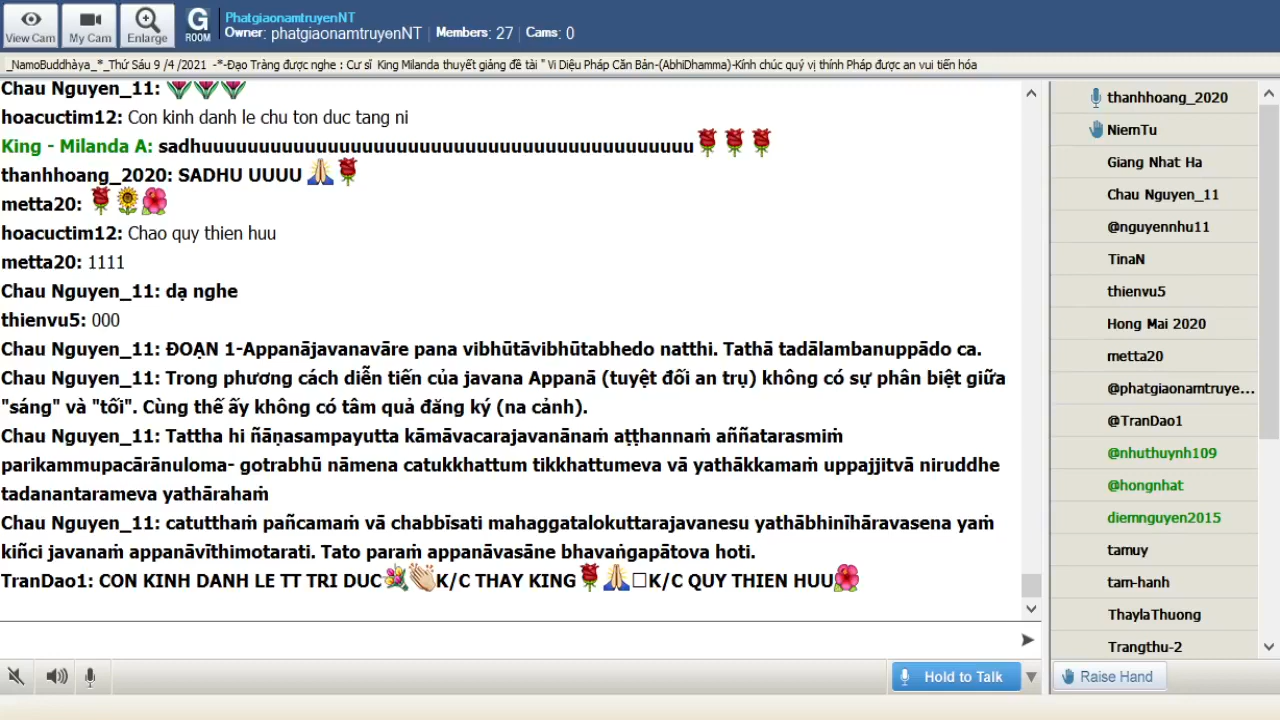 View Cam
My Cam
Enlarge
G
ROOM
PhatgiaonamtruyenNT
Owner: phatgiaonamtruyenNT | Members: 27 | Cams: 0
_NamoBuddhàya_*_Thứ Sáu 9 /4 /2021 -*-Đạo Tràng được nghe : Cư sĩ King Milanda thuyết giảng đề tài " Vi Diệu Pháp Căn Bản-(AbhiDhamma)-Kính chúc quý vị thính Pháp được an vui tiến hóa
Chau Nguyen_11: 🌷🌷🌷
hoacuctim12: Con kinh danh le chu ton duc tang ni
King - Milanda A: sadhuuuuuuuuuuuuuuuuuuuuuuuuuuuuuuuuuuuuuuuuuu🌹🌹🌹
thanhhoang_2020: SADHU UUUU 🙏🌹
metta20: 🌹🌻🌺
hoacuctim12: Chao quy thien huu
metta20: 1111
Chau Nguyen_11: dạ nghe
thienvu5: 000
Chau Nguyen_11: ĐOẠN 1-Appanājavanavāre pana vibhūtāvibhūtabhedo natthi. Tathā tadālambanuppādo ca.
Chau Nguyen_11: Trong phương cách diễn tiến của javana Appanā (tuyệt đối an trụ) không có sự phân biệt giữa
"sáng" và "tối". Cùng thế ấy không có tâm quả đăng ký (na cảnh).
Chau Nguyen_11: Tattha hi ñāṇasampayutta kāmāvacarajavanānaṁ aṭṭhannaṁ aññatarasmiṁ
parikammupacārānuloma- gotrabhū nāmena catukkhattum tikkhattumeva vā yathākkamaṁ uppajjitvā niruddhe
tadanantarameva yathārahaṁ
Chau Nguyen_11: catutthaṁ pañcamaṁ vā chabbīsati mahaggatalokuttarajavanesu yathābhinīhāravasena yaṁ
kiñci javanaṁ appanāvīthimotarati. Tato paraṁ appanāvasāne bhavaṅgapātova hoti.
TranDao1: CON KINH DANH LE TT TRI DUC💐👏K/C THAY KING🌹🙏□K/C QUY THIEN HUU🌺
Hold to Talk
thanhhoang_2020
NiemTu
Giang Nhat Ha
Chau Nguyen_11
@nguyennhu11
TinaN
thienvu5
Hong Mai 2020
metta20
@phatgiaonamtruye...
@TranDao1
@nhuthuynh109
@hongnhat
diemnguyen2015
tamuy
tam-hanh
ThaylaThuong
Trangthu-2
Raise Hand